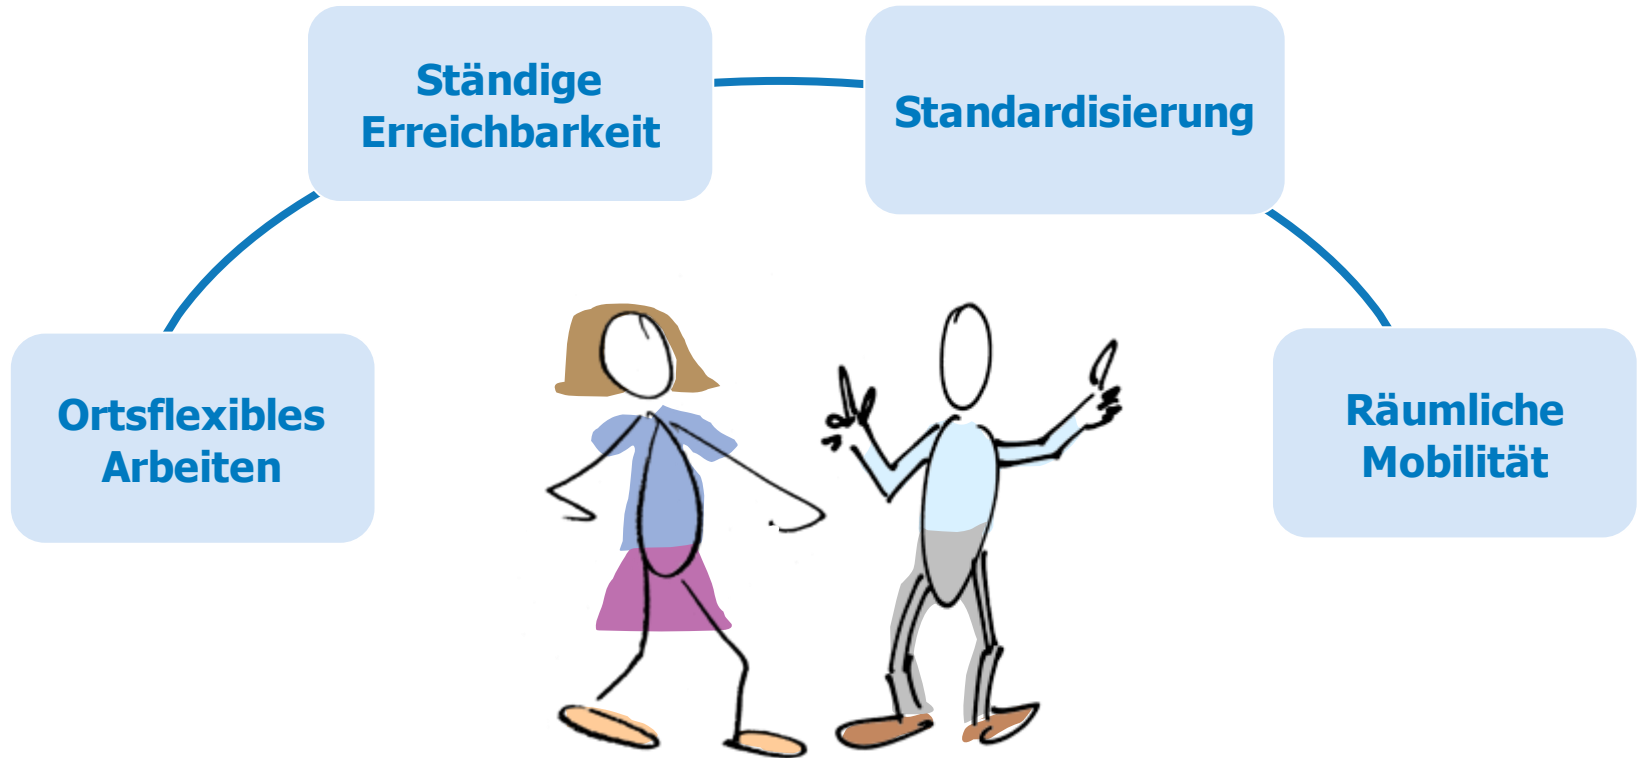 Ständige
Erreichbarkeit
Standardisierung
Ortsflexibles
Arbeiten
Räumliche
Mobilität